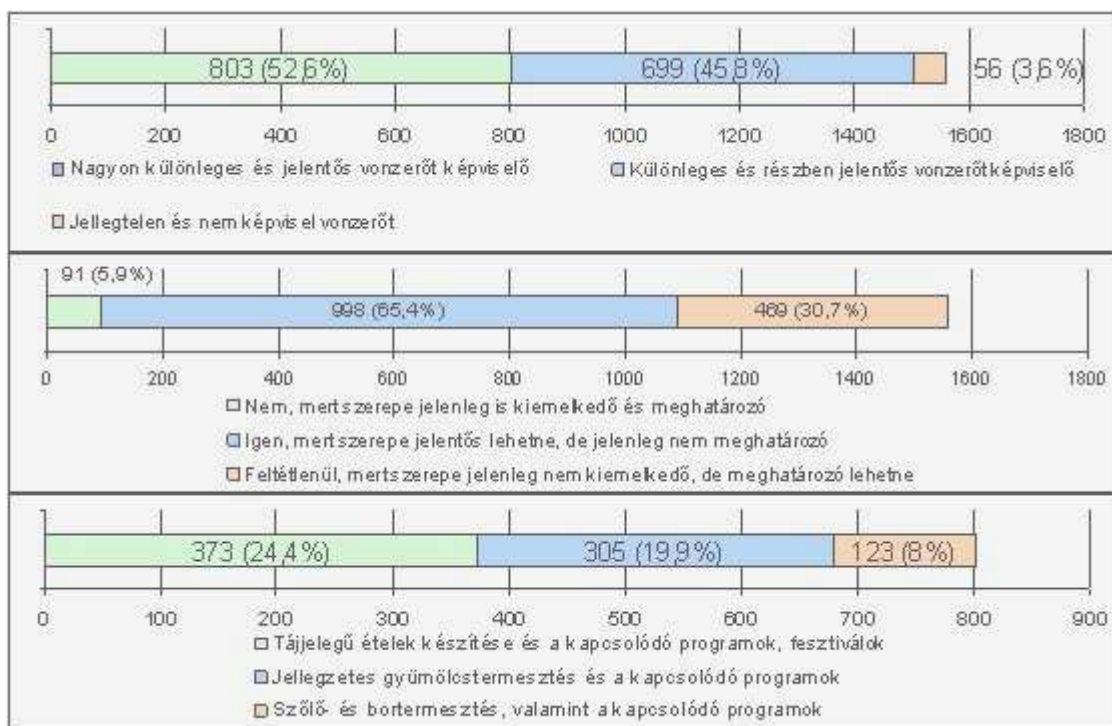 803 (52,6%) 699 (45,8%) 56 (3,6%)
0 200 400 600 800 1000 1200 1400 1600 1800
Nagyon különleges és jelentős vonzerőt képviselő Különleges és részben jelentős vonzerőt képviselő
Jellegtelen és nem képvisel vonzerőt
91 (5,9%)
998 (65,4%) 469 (30,7%)
0 200 400 600 800 1000 1200 1400 1600 1800
Nem, mert szerepe jelenleg is kiemelkedő és meghatározó
Igen, mert szerepe jelentős lehetne, de jelenleg nem meghatározó
Feltétlenül, mert szerepe jelenleg nem kiemelkedő, de meghatározó lehetne
373 (24,4%) 305 (19,9%) 123 (8%)
0 100 200 300 400 500 600 700 800 900
Tájjelegű ételek készítése és a kapcsolódó programok, fesztiválok
Jellegzetes gyümölcstermesztés és a kapcsolódó programok
Szőlő- és bortermesztés, valamint a kapcsolódó programok